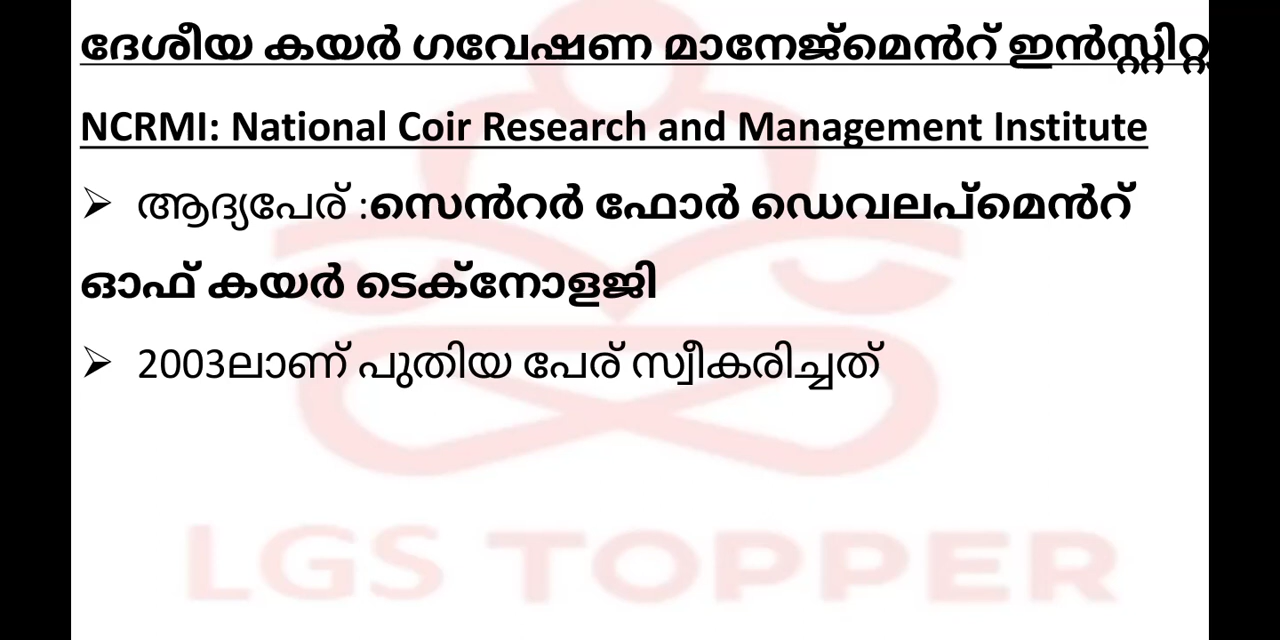 ദേശീയ കയർ ഗവേഷണ മാനേജ്മെൻറ് ഇൻസ്റ്റിറ്റ
NCRMI: National Coir Research and Management Institute
➢ ആദ്യപേര് :സെൻറർ ഫോർ ഡെവലപ്മെൻറ്
ഓഫ് കയർ ടെക്നോളജി
➢ 2003ലാണ് പുതിയ പേര് സ്വീകരിച്ചത്
LGS TOPPER